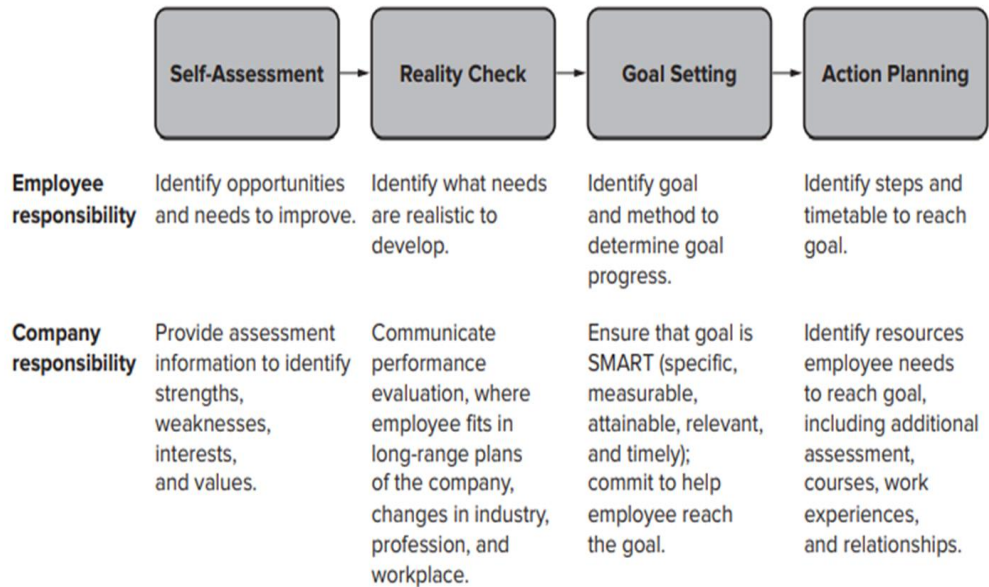 Self-Assessment
Reality Check
Goal Setting
Action Planning
Employee
responsibility
Identify opportunities
and needs to improve.
Identify what needs
are realistic to
develop.
Identify goal
and method to
determine goal
progress.
Identify steps and
timetable to reach
goal.
Company
responsibility
Provide assessment
information to identify
strengths,
weaknesses,
interests,
and values.
Communicate
performance
evaluation, where
employee fits in
long-range plans
of the company,
changes in industry,
profession, and
workplace.
Ensure that goal is
SMART (specific,
measurable,
attainable, relevant,
and timely);
commit to help
employee reach
the goal.
Identify resources
employee needs
to reach goal,
including additional
assessment,
courses, work
experiences,
and relationships.